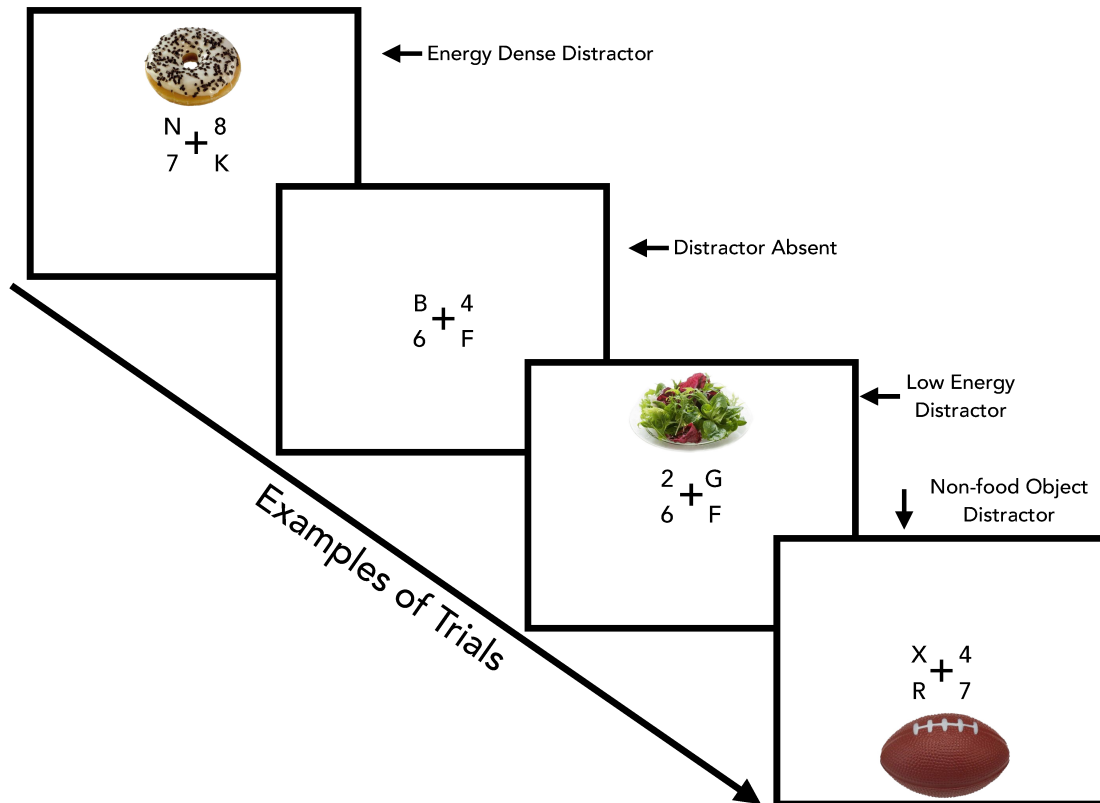 Energy Dense Distractor
N 8
+
7 K
Distractor Absent
B 4
+
6 F
Low Energy
Distractor
2 G
+
6 F
Non-food Object
Distractor
X 4
+
R 7
Examples of Trials